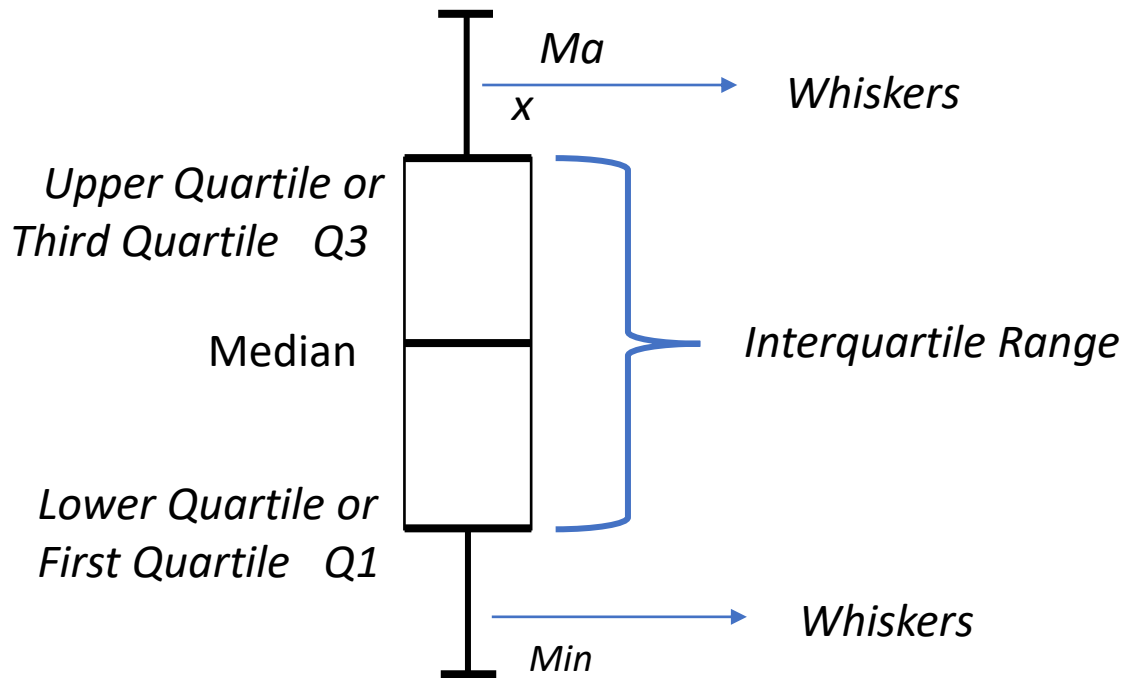 Ma
x
Whiskers
Upper Quartile or
Third Quartile Q3
Median
Interquartile Range
Lower Quartile or
First Quartile Q1
Whiskers
Min